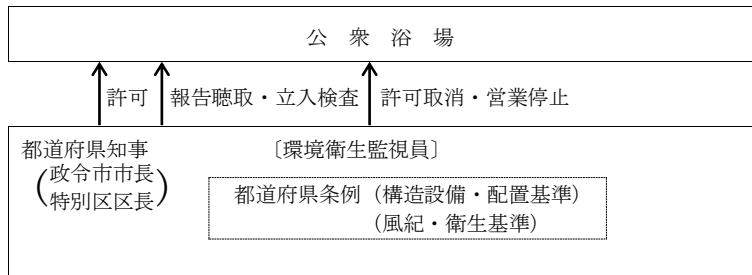 公衆浴場
許可 報告聴取・立入検査 許可取消・営業停止
都道府県知事 〔環境衛生監視員〕
(政令市市長
特別区区長)
都道府県条例(構造設備・配置基準)
(風紀・衛生基準)